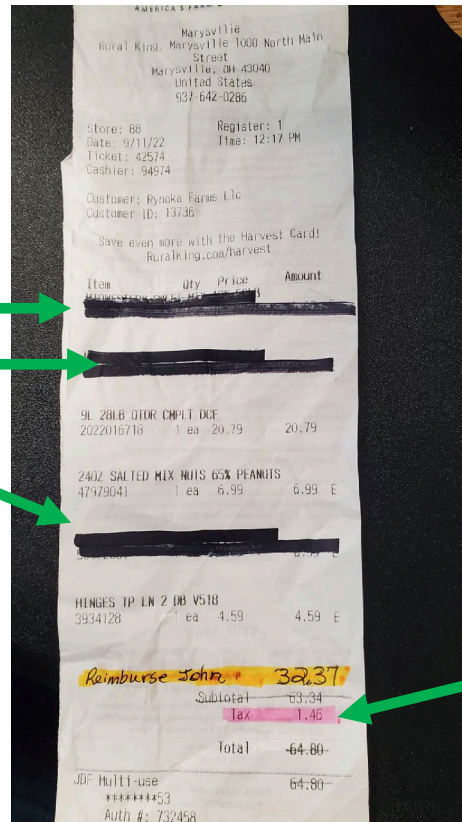 AMERICA'S FARM
Marysville
Rural King, Marysville 1000 North Main
Street
Marysville, OH 43040
United States
937-642-0286
Store: 88 Register: 1
Date: 9/11/22 Time: 12:17 PM
Ticket: 42574
Cashier: 94974
Customer: Rynoka Farms Llc
Customer ID: 13736
Save even more with the Harvest Card!
RuralKing.com/harvest
Item Qty Price Amount
9L 28LB OTDR CMPLT DCF
2022016718 1 ea 20.79 20.79
24OZ SALTED MIX NUTS 65% PEANUTS
47979041 1 ea 6.99 6.99 E
HINGES TP LN 2 OB V518
3934128 1 ea 4.59 4.59 E
Reimburse John 32.37
Subtotal 63.34
Tax 1.46
Total 64.80
JDF Multi-use 64.80
********53
Auth #: 732458